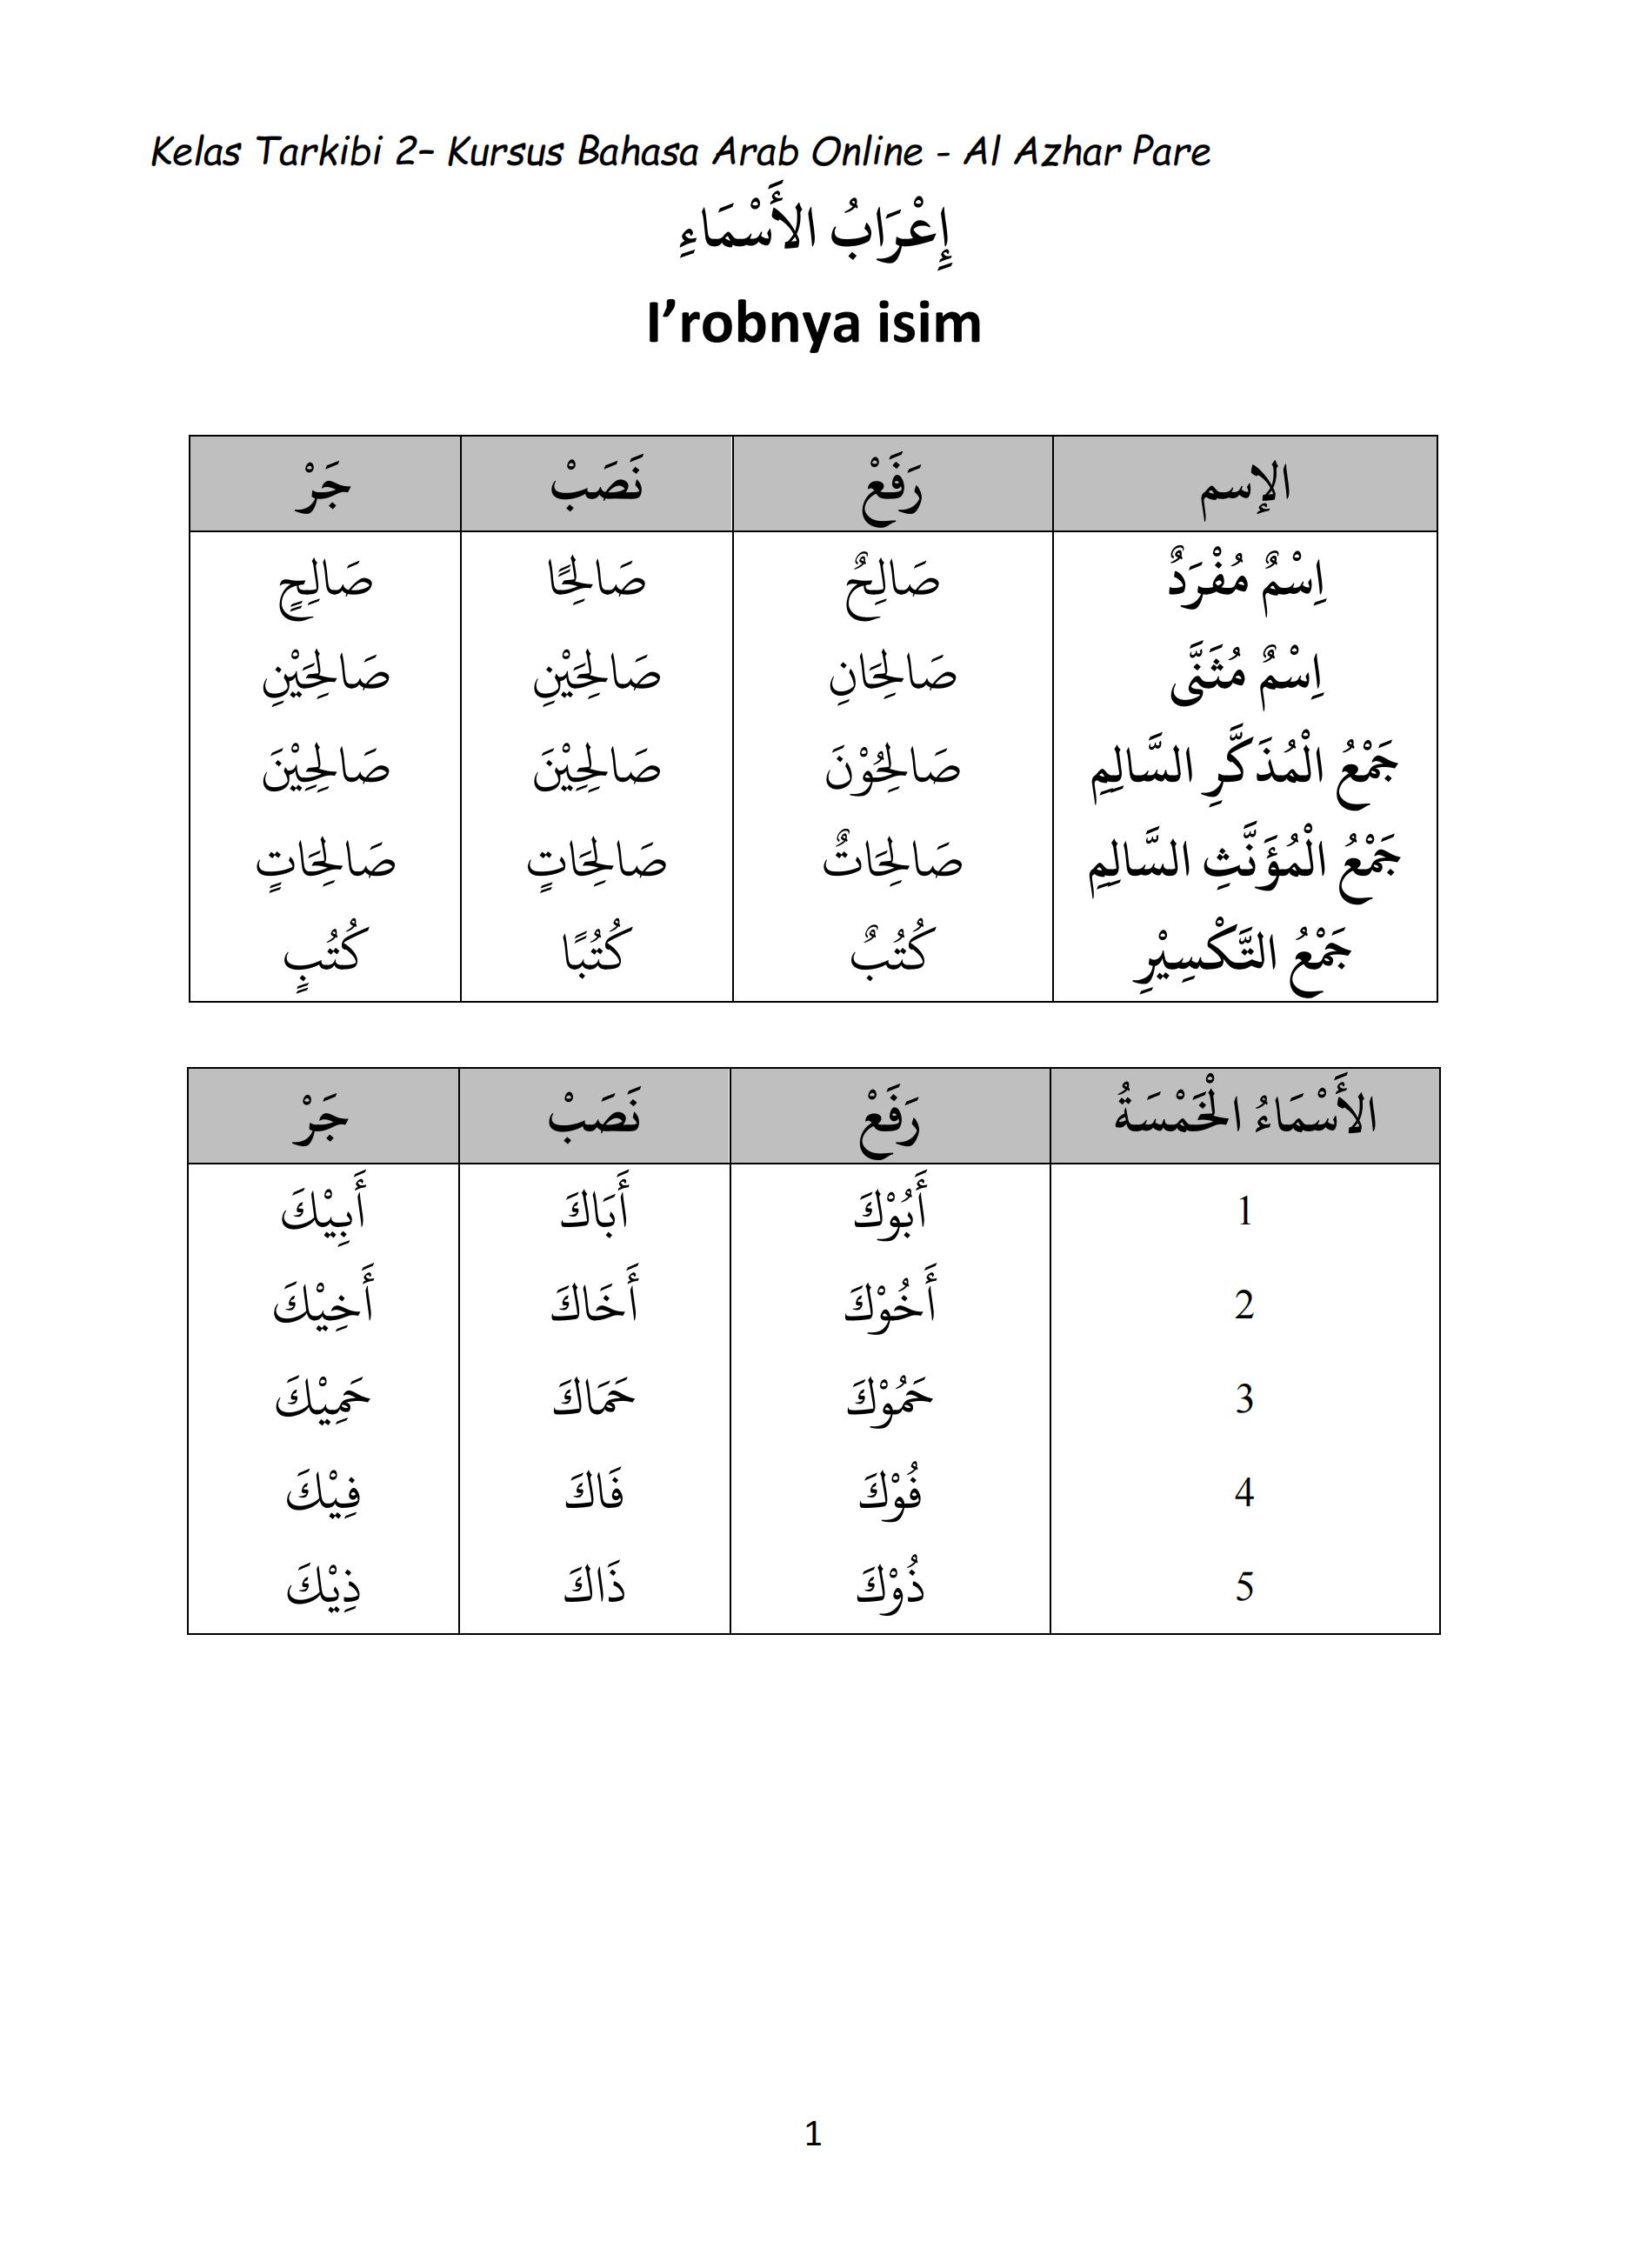 Kelas Tarkibi 2– Kursus Bahasa Arab Online - Al Azhar Pare
إِعْرَابُ الأَسْمَاءِ
I’robnya isim
الإسم رَفَعْ نَصَبْ جَرْ
اِسْمٌ مُفْرَدٌ صَالِحٌ صَالِحًا صَالِحٍ
اِسْمٌ مُثَنَّى صَالِحَانِ صَالِحَيْنِ صَالِحَيْنِ
جَمْعُ الْمُذَكَّرِ السَّالِمِ صَالِحُوْنَ صَالِحِيْنَ صَالِحِيْنَ
جَمْعُ الْمُؤَنَّثِ السَّالِمِ صَالِحَاتٌ صَالِحَاتٍ صَالِحَاتٍ
جَمْعُ التَّكْسِيْرِ كُتُبٌ كُتُبًا كُتُبٍ
الأَسْمَاءُ الْخَمْسَةُ رَفَعْ نَصَبْ جَرْ
1 أَبُوْكَ أَبَاكَ أَبِيْكَ
2 أَخُوْكَ أَخَاكَ أَخِيْكَ
3 حَمُوْكَ حَمَاكَ حَمِيْكَ
4 فُوْكَ فَاكَ فِيْكَ
5 ذُوْكَ ذَاكَ ذِيْكَ
1